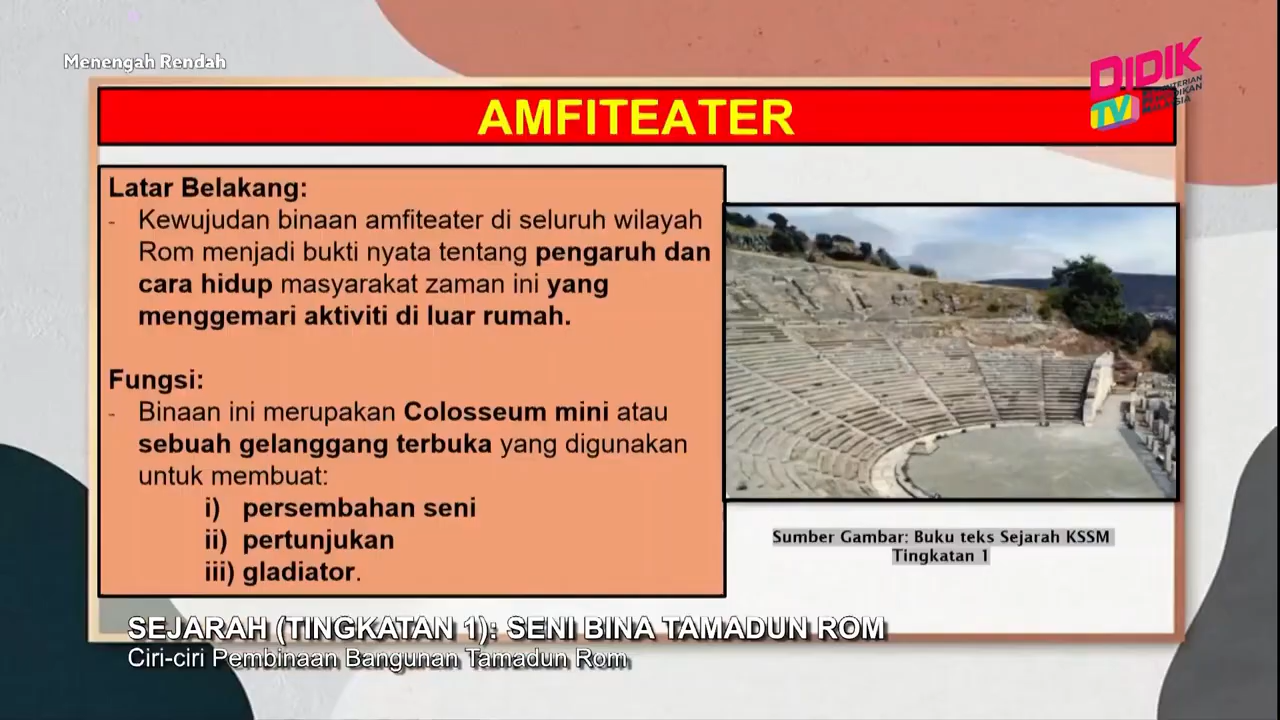 Menengah Rendah
DIDIK
TV
KEMENTERIAN
PENDIDIKAN
MALAYSIA
AMFITEATER
Latar Belakang:
- Kewujudan binaan amfiteater di seluruh wilayah
Rom menjadi bukti nyata tentang pengaruh dan
cara hidup masyarakat zaman ini yang
menggemari aktiviti di luar rumah.
Fungsi:
- Binaan ini merupakan Colosseum mini atau
sebuah gelanggang terbuka yang digunakan
untuk membuat:
i) persembahan seni
ii) pertunjukan
iii) gladiator.
Sumber Gambar: Buku teks Sejarah KSSM
Tingkatan 1
SEJARAH (TINGKATAN 1): SENI BINA TAMADUN ROM
Ciri-ciri Pembinaan Bangunan Tamadun Rom